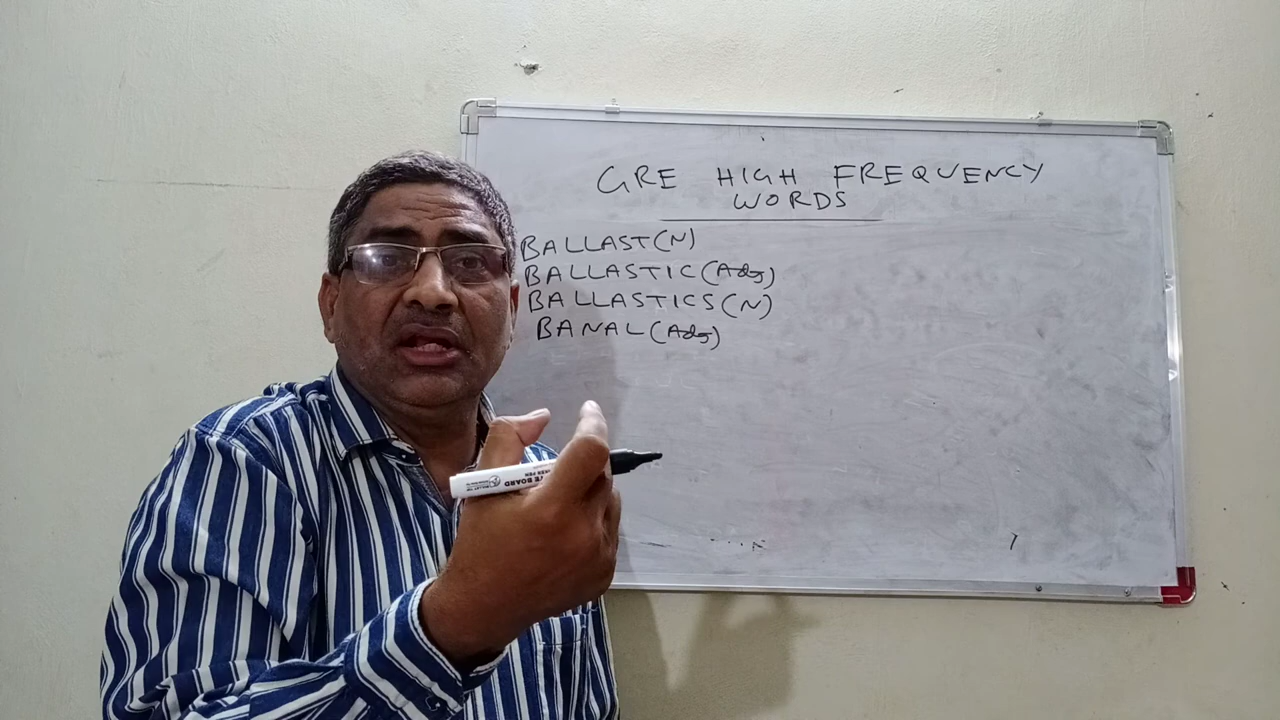 GRE HIGH FREQUENCY
WORDS
BALLAST(N)
BALLASTIC(Adj)
BALLASTICS(N)
BANAL(Adj)